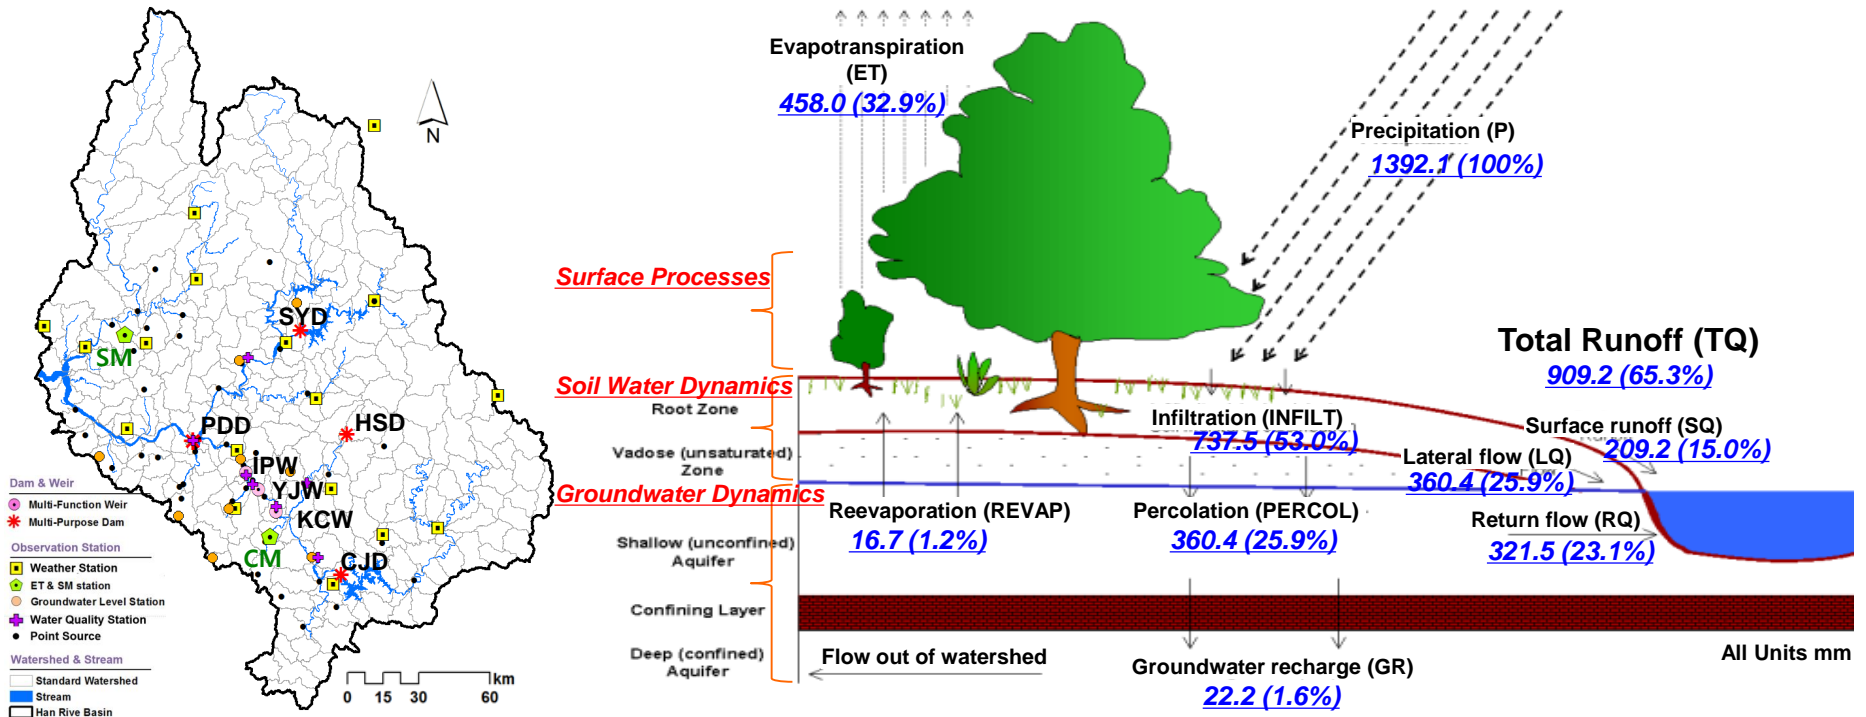 N
SYD
SM
PDD
HSD
IPW
YJW
KCW
CM
CJD
Dam & Weir
Multi-Function Weir
Multi-Purpose Dam
Observation Station
Weather Station
ET & SM station
Groundwater Level Station
Water Quality Station
Point Source
Watershed & Stream
Standard Watershed
Stream
Han Rive Basin
km
0 15 30 60
Evapotranspiration
(ET)
458.0 (32.9%)
Precipitation (P)
1392.1 (100%)
Surface Processes
Total Runoff (TQ)
909.2 (65.3%)
Soil Water Dynamics
Root Zone
Infiltration (INFILT)
737.5 (53.0%)
Surface runoff (SQ)
209.2 (15.0%)
Vadose (unsaturated)
Zone
Lateral flow (LQ)
360.4 (25.9%)
Groundwater Dynamics
Reevaporation (REVAP)
16.7 (1.2%)
Percolation (PERCOL)
360.4 (25.9%)
Return flow (RQ)
321.5 (23.1%)
Shallow (unconfined)
Aquifer
Confining Layer
Deep (confined)
Aquifer
Flow out of watershed
Groundwater recharge (GR)
22.2 (1.6%)
All Units mm